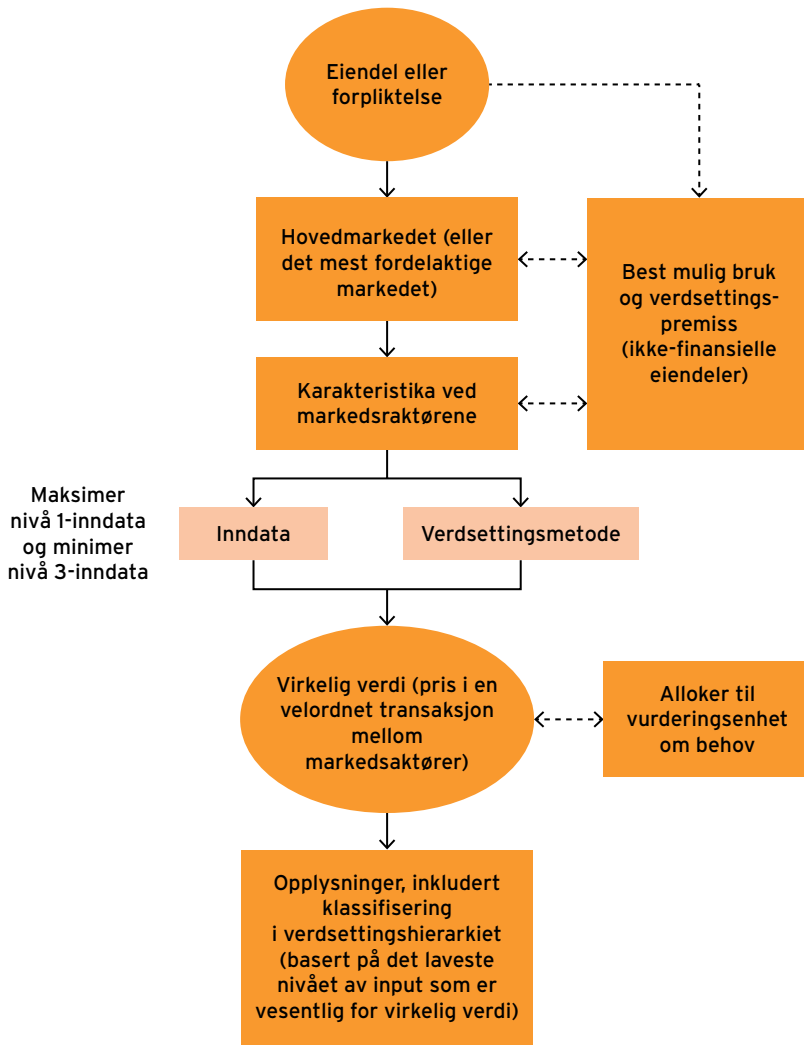 Eiendel eller
forpliktelse
Hovedmarkedet (eller
det mest fordelaktige
markedet)
Best mulig bruk
og verdsettings-
premiss
(ikke-finansielle
eiendeler)
Karakteristika ved
markedsraktørene
Maksimer
nivå 1-inndata
og minimer
nivå 3-inndata
Inndata
Verdsettingsmetode
Virkelig verdi (pris i en
velordnet transaksjon
mellom
markedsaktører)
Alloker til
vurderingsenhet
om behov
Opplysninger, inkludert
klassifisering
i verdsettingshierarkiet
(basert på det laveste
nivået av input som er
vesentlig for virkelig verdi)